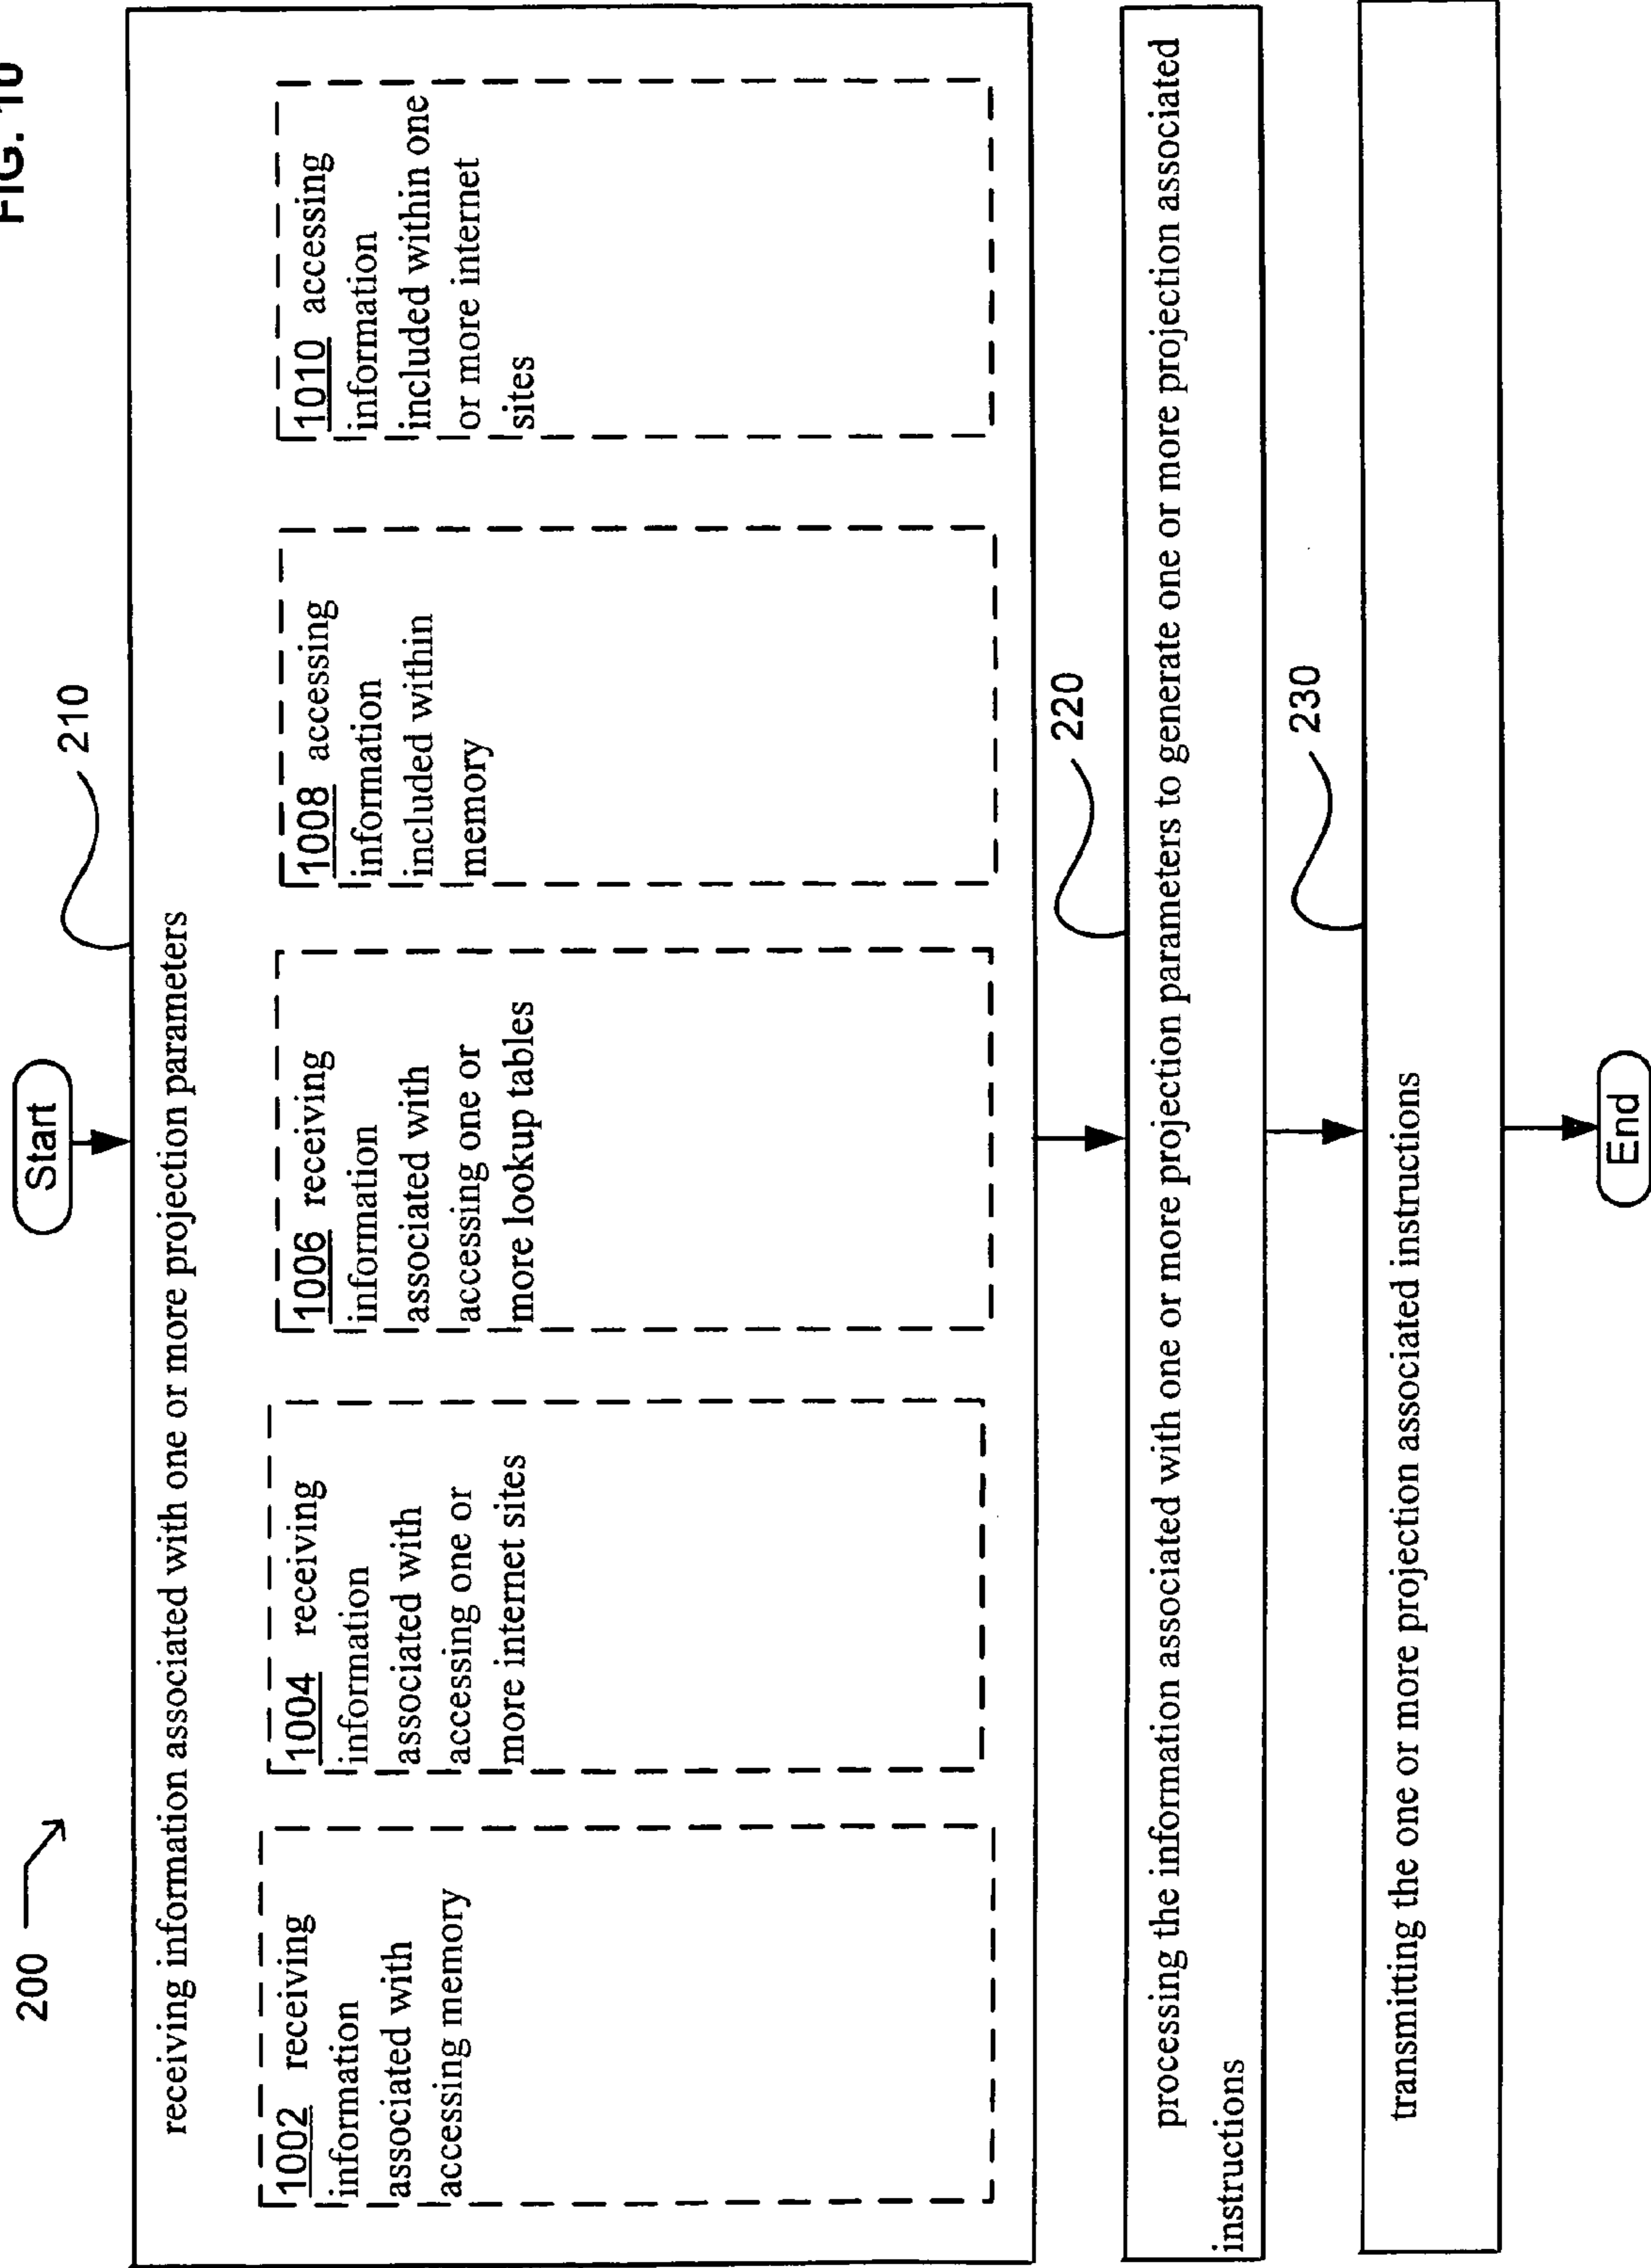 FIG. 10
200
Start
210
receiving information associated with one or more projection parameters
1002 receiving
information
associated with
accessing memory
1004 receiving
information
associated with
accessing one or
more internet sites
1006 receiving
information
associated with
accessing one or
more lookup tables
1008 accessing
information
included within
memory
1010 accessing
information
included within one
or more internet
sites
220
processing the information associated with one or more projection parameters to generate one or more projection associated
instructions
230
transmitting the one or more projection associated instructions
End